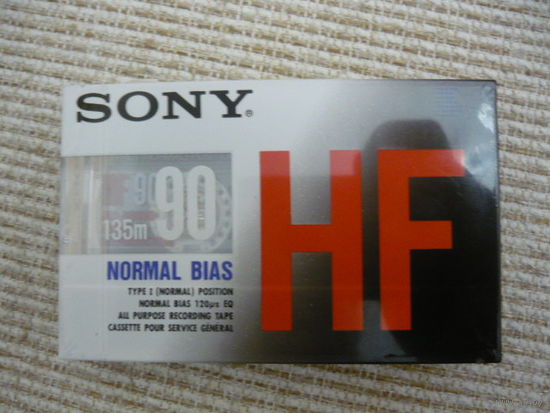 SONY®
90
90
135m
HF
NORMAL BIAS
TYPE I (NORMAL) POSITION
NORMAL BIAS 120μs EQ
ALL PURPOSE RECORDING TAPE
CASSETTE POUR SERVICE GÉNÉRAL